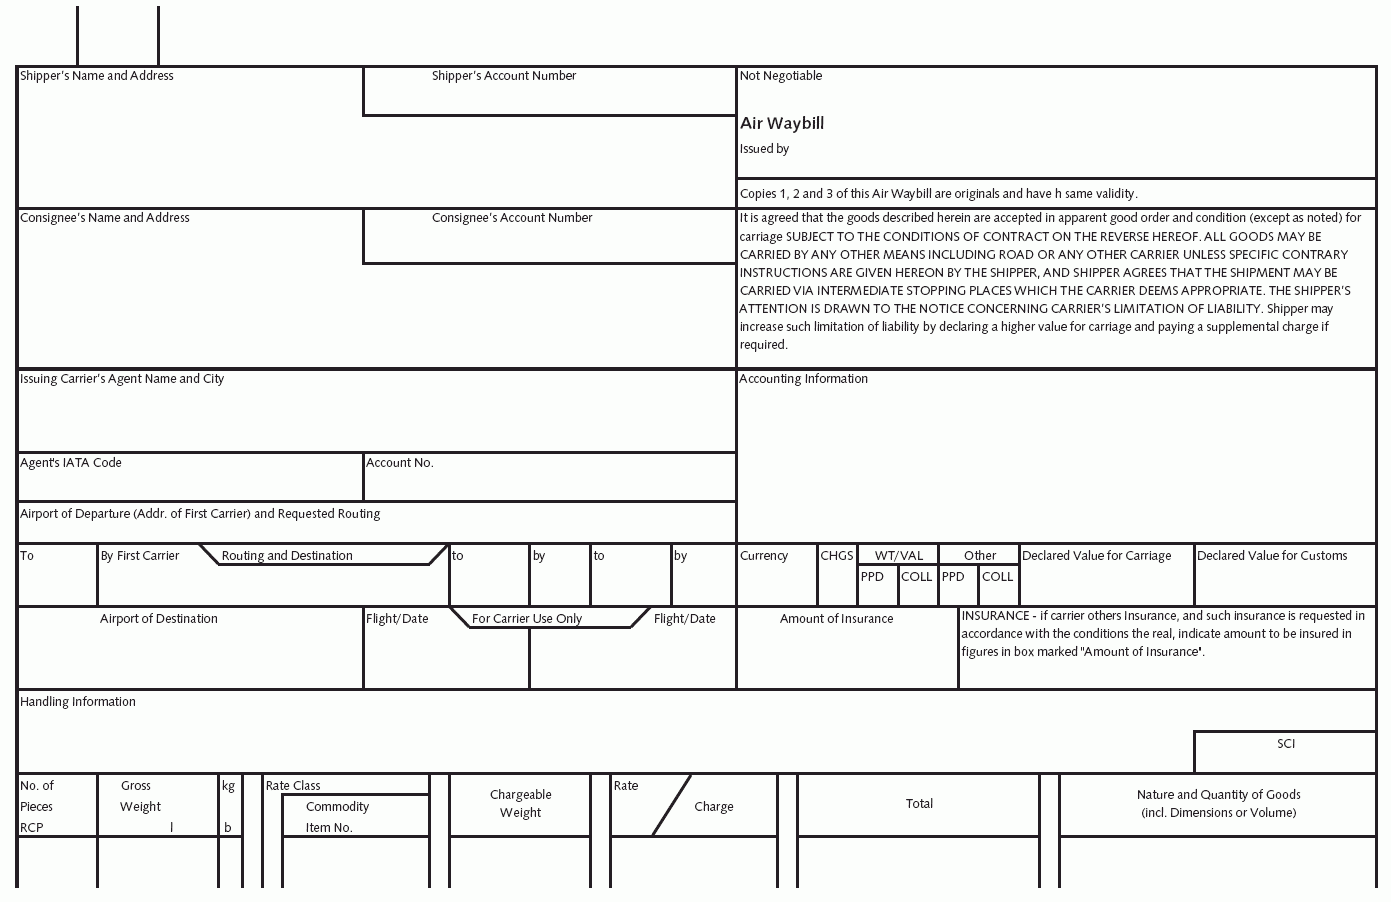 Shipper's Name and Address
Shipper's Account Number
Not Negotiable
Air Waybill
Issued by
Copies 1, 2 and 3 of this Air Waybill are originals and have h same validity.
Consignee's Name and Address
Consignee's Account Number
It is agreed that the goods described herein are accepted in apparent good order and condition (except as noted) for
carriage SUBJECT TO THE CONDITIONS OF CONTRACT ON THE REVERSE HEREOF. ALL GOODS MAY BE
CARRIED BY ANY OTHER MEANS INCLUDING ROAD OR ANY OTHER CARRIER UNLESS SPECIFIC CONTRARY
INSTRUCTIONS ARE GIVEN HEREON BY THE SHIPPER, AND SHIPPER AGREES THAT THE SHIPMENT MAY BE
CARRIED VIA INTERMEDIATE STOPPING PLACES WHICH THE CARRIER DEEMS APPROPRIATE. THE SHIPPER'S
ATTENTION IS DRAWN TO THE NOTICE CONCERNING CARRIER'S LIMITATION OF LIABILITY. Shipper may
increase such limitation of liability by declaring a higher value for carriage and paying a supplemental charge if
required.
Issuing Carrier's Agent Name and City
Accounting Information
Agent's IATA Code
Account No.
Airport of Departure (Addr. of First Carrier) and Requested Routing
To
By First Carrier
Routing and Destination
to
by
to
by
Currency
CHGS
WT/VAL
Other
PPD
COLL
PPD
COLL
Declared Value for Carriage
Declared Value for Customs
Airport of Destination
Flight/Date
For Carrier Use Only
Flight/Date
Amount of Insurance
INSURANCE - if carrier others Insurance, and such insurance is requested in
accordance with the conditions the real, indicate amount to be insured in
figures in box marked "Amount of Insurance".
Handling Information
SCI
No. of
Pieces
RCP
Gross
Weight
l
kg
b
Rate Class
Commodity
Item No.
Chargeable
Weight
Rate
Charge
Total
Nature and Quantity of Goods
(incl. Dimensions or Volume)